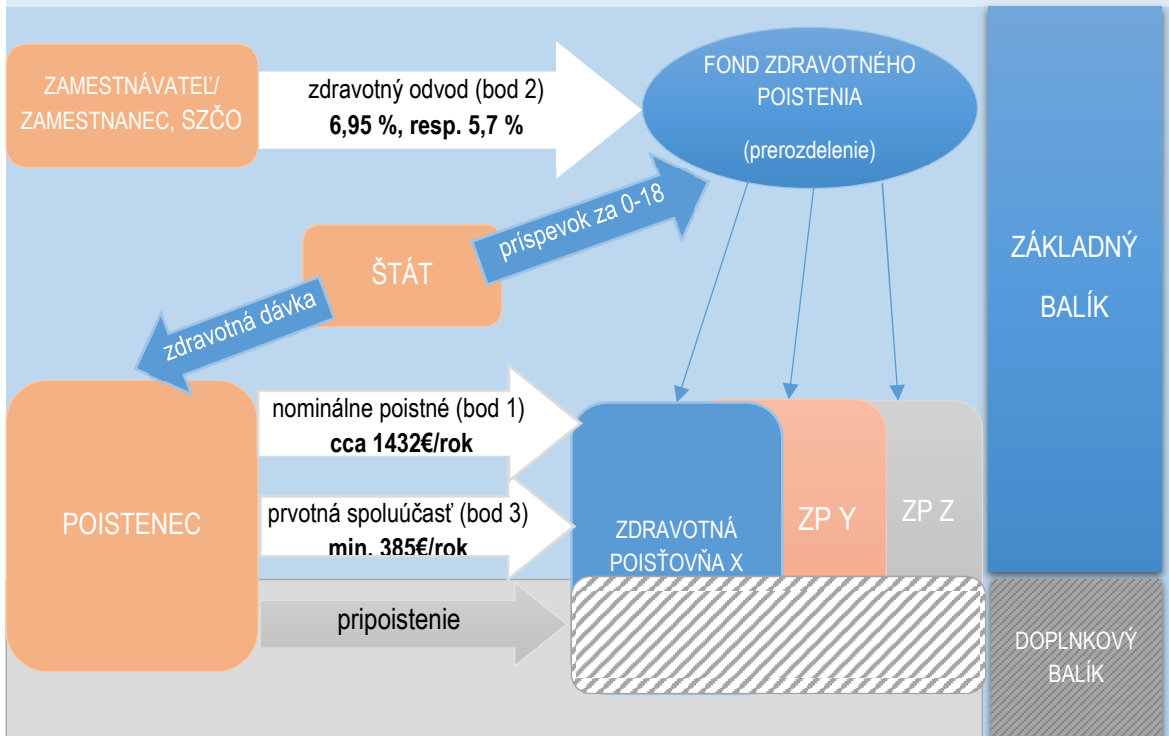 ZAMESTNÁVATEĽ/
ZAMESTNANEC, SZČO
zdravotný odvod (bod 2)
6,95 %, resp. 5,7 %
FOND ZDRAVOTNÉHO
POISTENIA
(prerozdelenie)
príspevok za 0-18
ŠTÁT
zdravotná dávka
ZÁKLADNÝ
BALÍK
POISTENEC
nominálne poistné (bod 1)
cca 1432€/rok
prvotná spoluúčasť (bod 3)
min. 385€/rok
pripoistenie
ZDRAVOTNÁ
POISŤOVŇA X
ZP Y
ZP Z
DOPLNKOVÝ
BALÍK